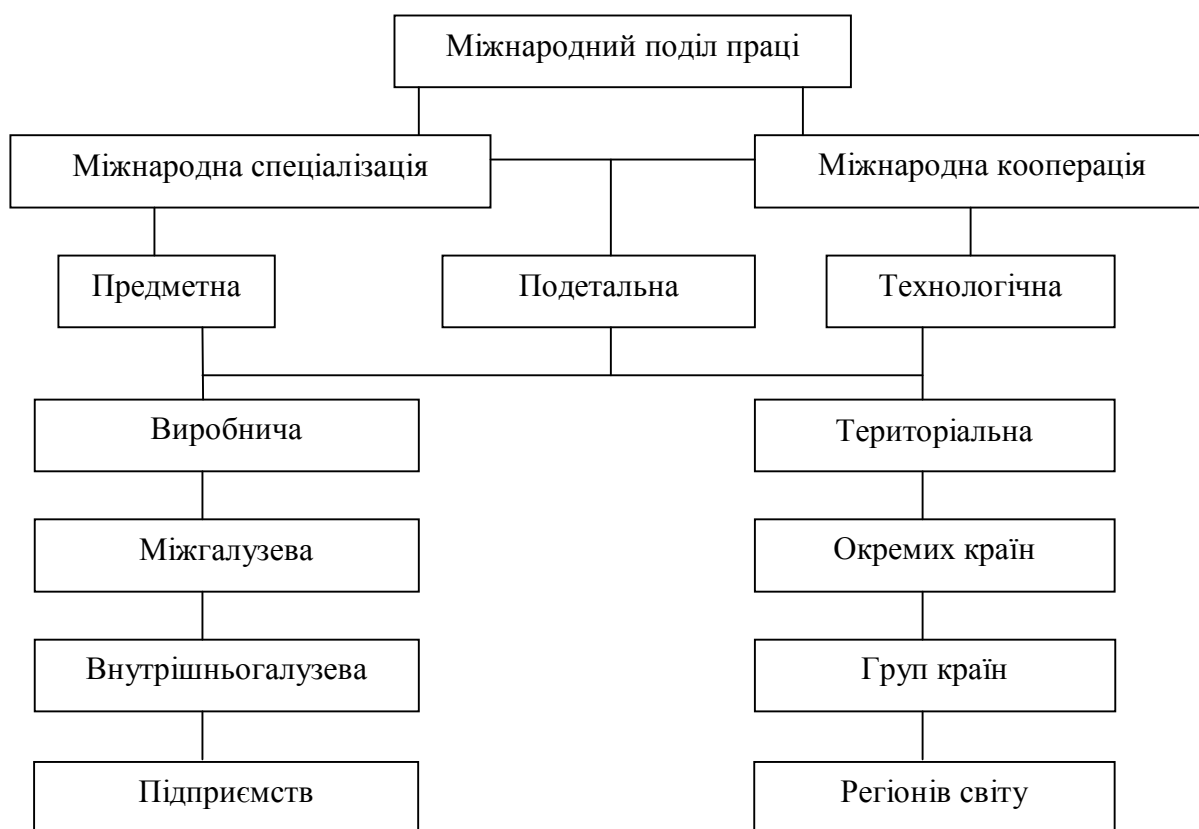 Міжнародний поділ праці
Міжнародна спеціалізація
Міжнародна кооперація
Предметна
Подетальна
Технологічна
Виробнича
Територіальна
Міжгалузева
Окремих країн
Внутрішньогалузева
Груп країн
Підприємств
Регіонів світу